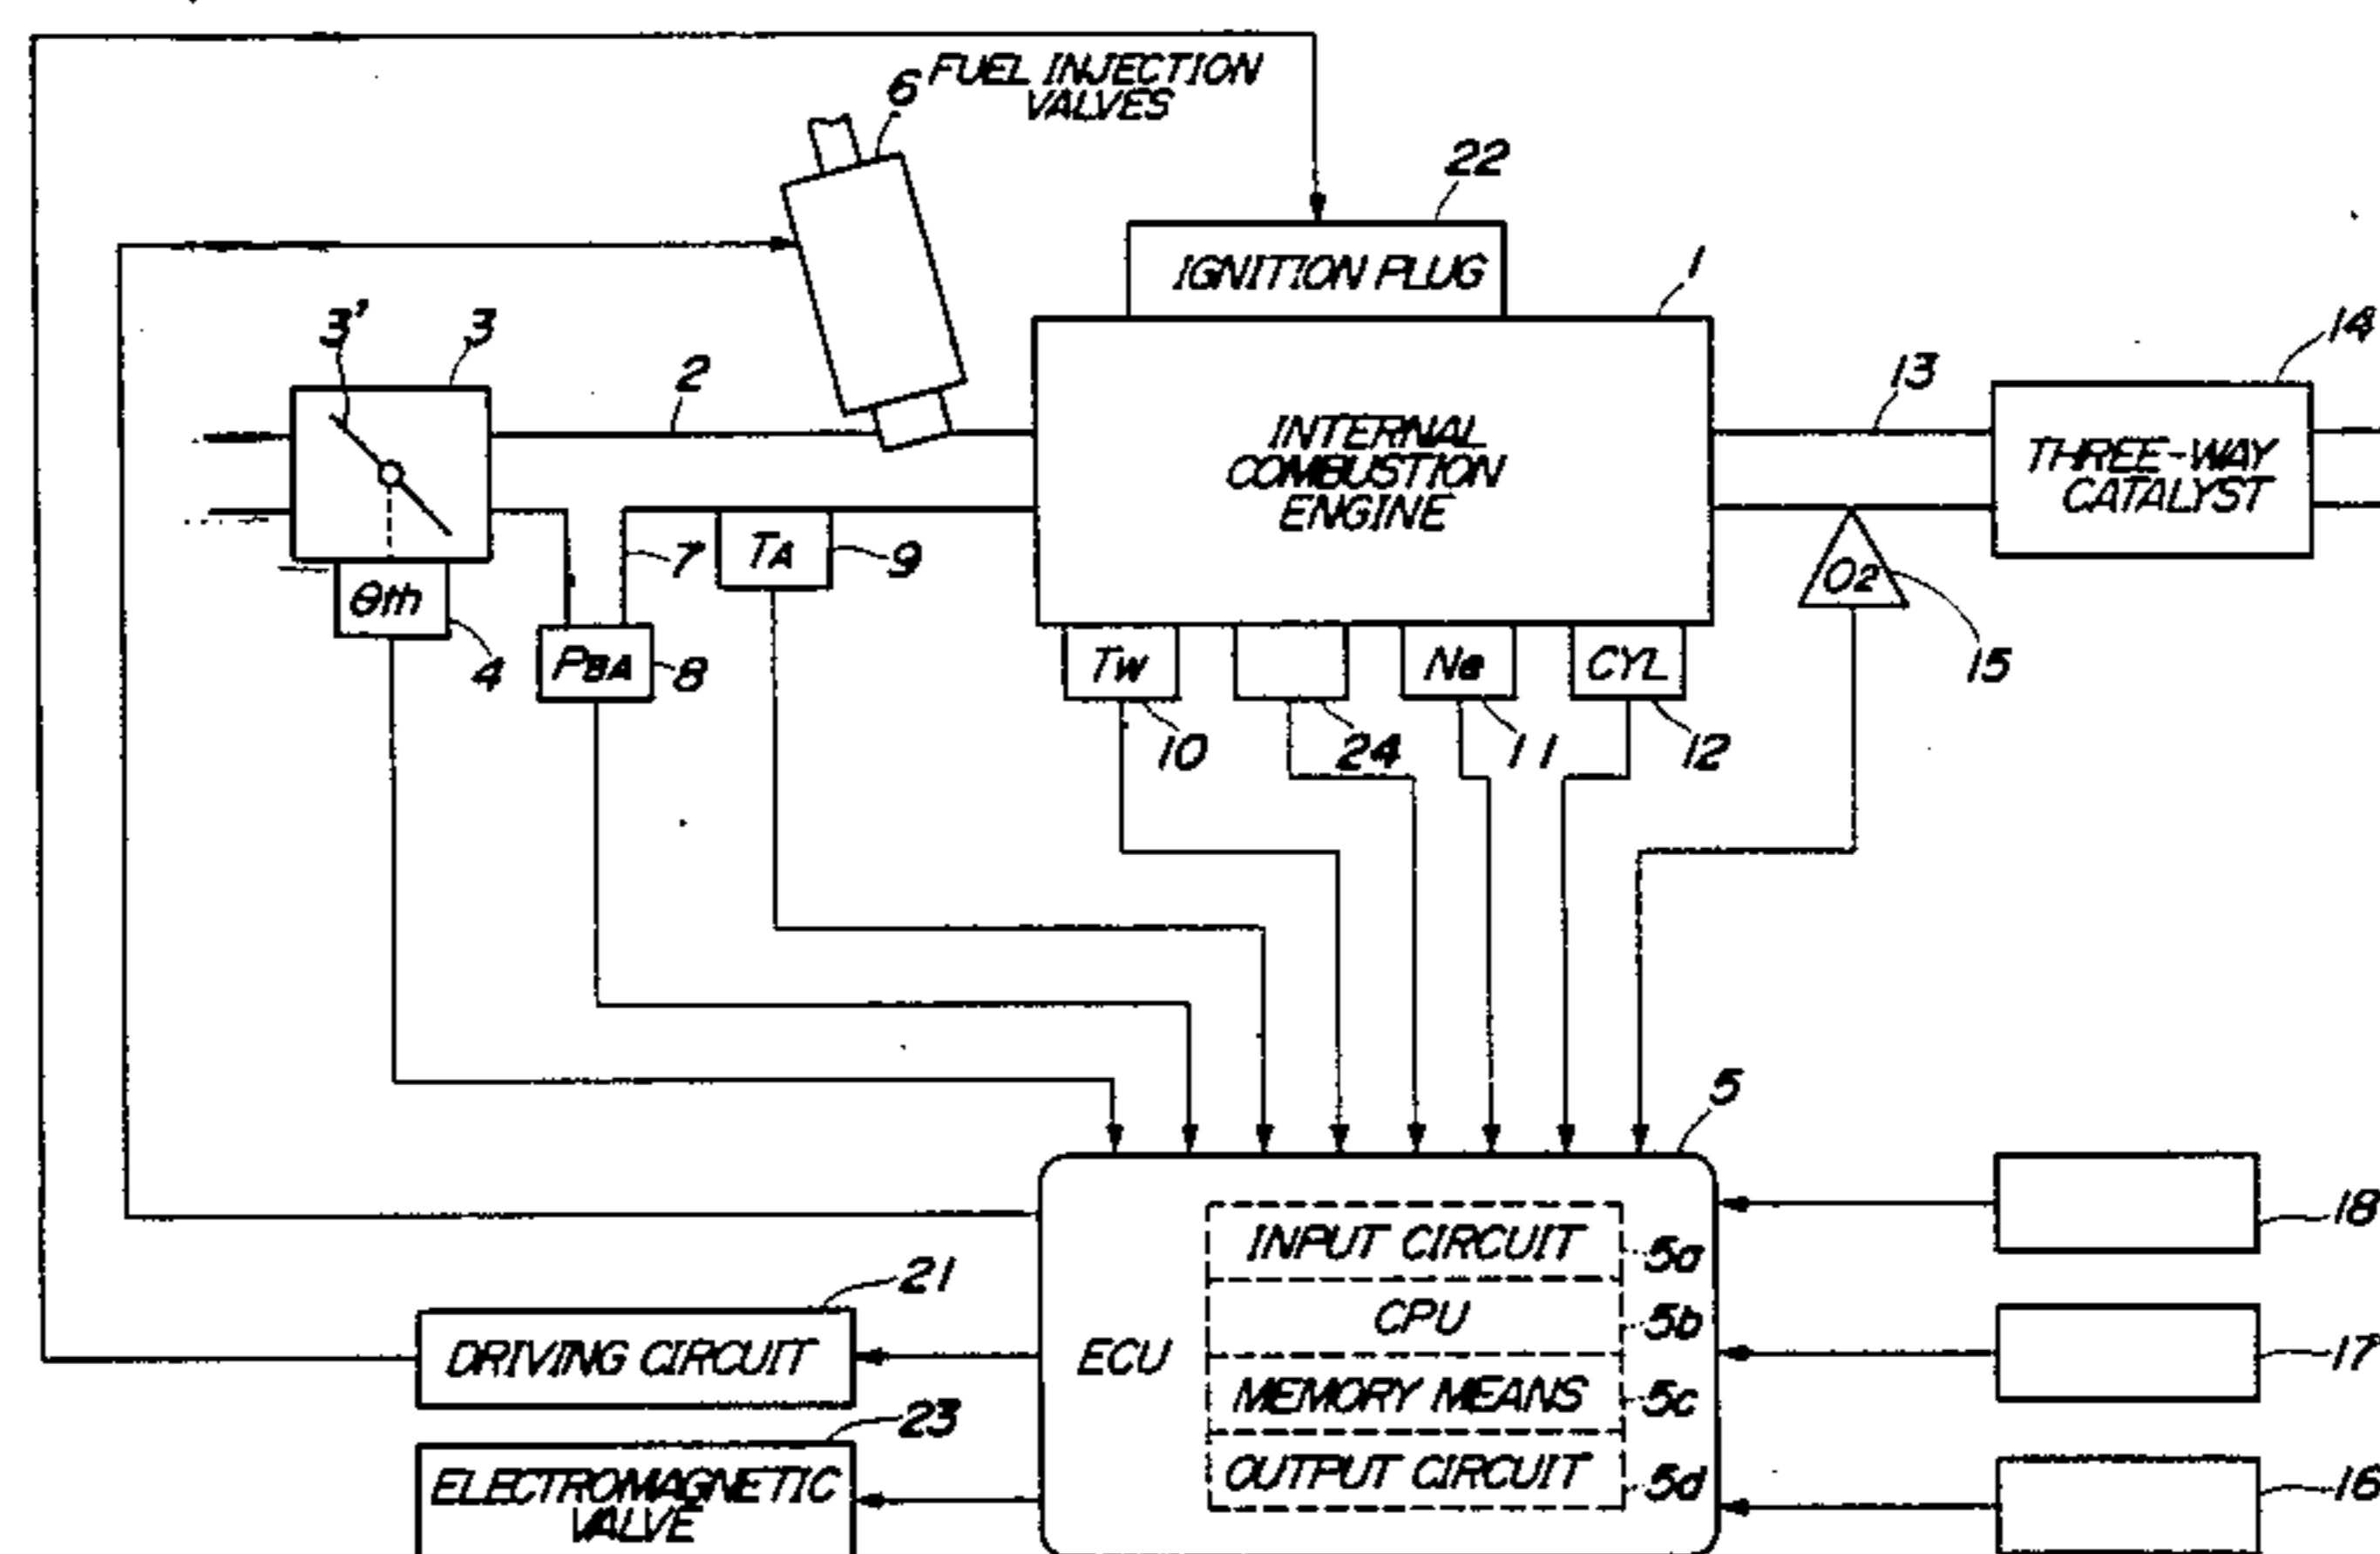 6 FUEL INJECTION
VALVES
22
IGNITION PLUG
1
3'
3
2
13
14
INTERNAL
COMBUSTION
ENGINE
THREE-WAY
CATALYST
7
TA
9
O2
θth
4
PBA
8
TW
Ne
CYL
15
10
24
11
12
5
18
INPUT CIRCUIT
5a
21
CPU
5b
17
DRIVING CIRCUIT
ECU
MEMORY MEANS
5c
23
OUTPUT CIRCUIT
5d
16
ELECTROMAGNETIC
VALVE